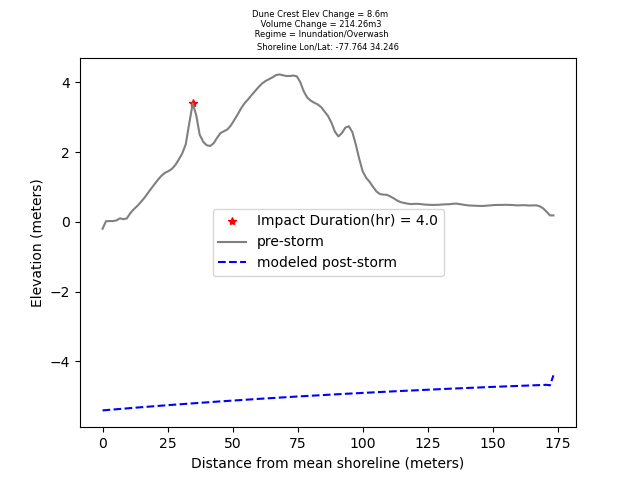 Dune Crest Elev Change = 8.6m
Volume Change = 214.26m3
Regime = Inundation/Overwash
Shoreline Lon/Lat: -77.764 34.246
4
2
0
−2
−4
Elevation (meters)
Impact Duration(hr) = 4.0
pre-storm
modeled post-storm
0 25 50 75 100 125 150 175
Distance from mean shoreline (meters)